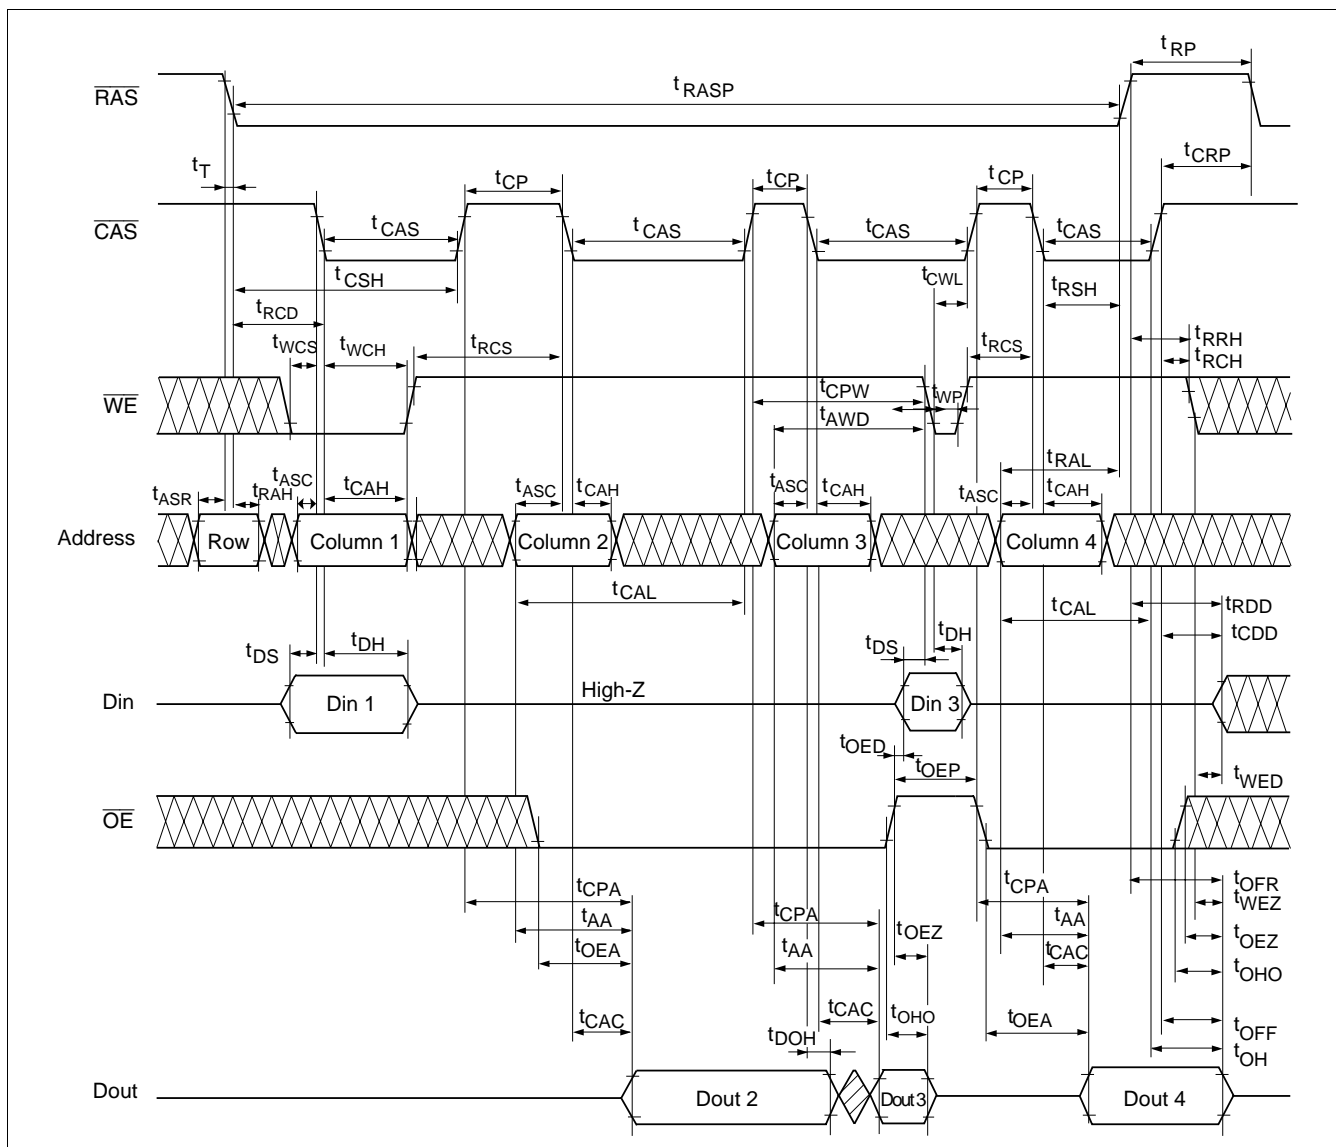 tRP
RAS
tRASP
tT
tCRP
tCP
tCP
tCP
CAS
tCAS
tCAS
tCAS
tCAS
tCSH
tCWL
tRSH
tRCD
tWCS
tWCH
tRCS
tRCS
tRRH
tRCH
WE
tCPW
tWP
tAWD
tRAL
tASR
tRAH
tASC
tCAH
tASC
tCAH
tASC
tCAH
tASC
tCAH
Address
Row
Column 1
Column 2
Column 3
Column 4
tCAL
tCAL
tRDD
tCDD
tDS
tDH
tDS
tDH
Din
Din 1
High-Z
Din 3
tOED
tOEP
tWED
OE
tCPA
tCPA
tCPA
tOFR
tWEZ
tAA
tAA
tAA
tOEZ
tOEZ
tOEA
tCAC
tOHO
tCAC
tCAC
tOHO
tOEA
tDOH
tOFF
tOH
Dout
Dout 2
Dout 3
Dout 4